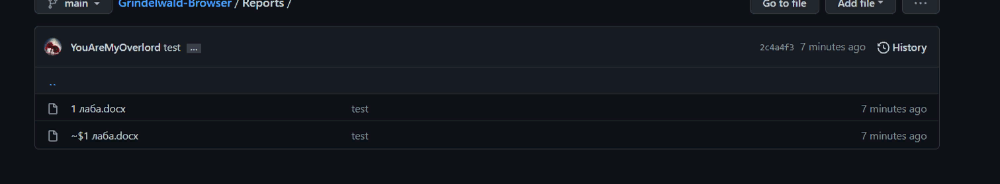 main
Grindelwald-Browser / Reports /
Go to file
Add file
...
YouAreMyOverlord test ...
2c4a4f3 7 minutes ago History
..
1 лаба.docx test 7 minutes ago
~$1 лаба.docx test 7 minutes ago